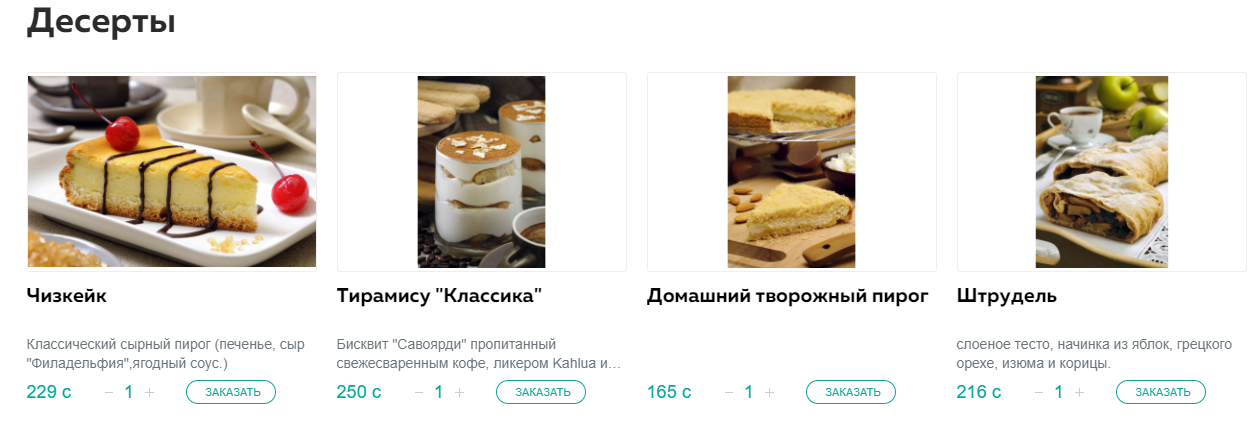 Десерты
Чизкейк
Классический сырный пирог (печенье, сыр
"Филадельфия",ягодный соус.)
229 с
− 1 +
ЗАКАЗАТЬ
Тирамису "Классика"
Бисквит "Савоярди" пропитанный
свежесваренным кофе, ликером Kahlua и…
250 с
− 1 +
ЗАКАЗАТЬ
Домашний творожный пирог
165 с
− 1 +
ЗАКАЗАТЬ
Штрудель
слоеное тесто, начинка из яблок, грецкого
орехе, изюма и корицы.
216 с
− 1 +
ЗАКАЗАТЬ